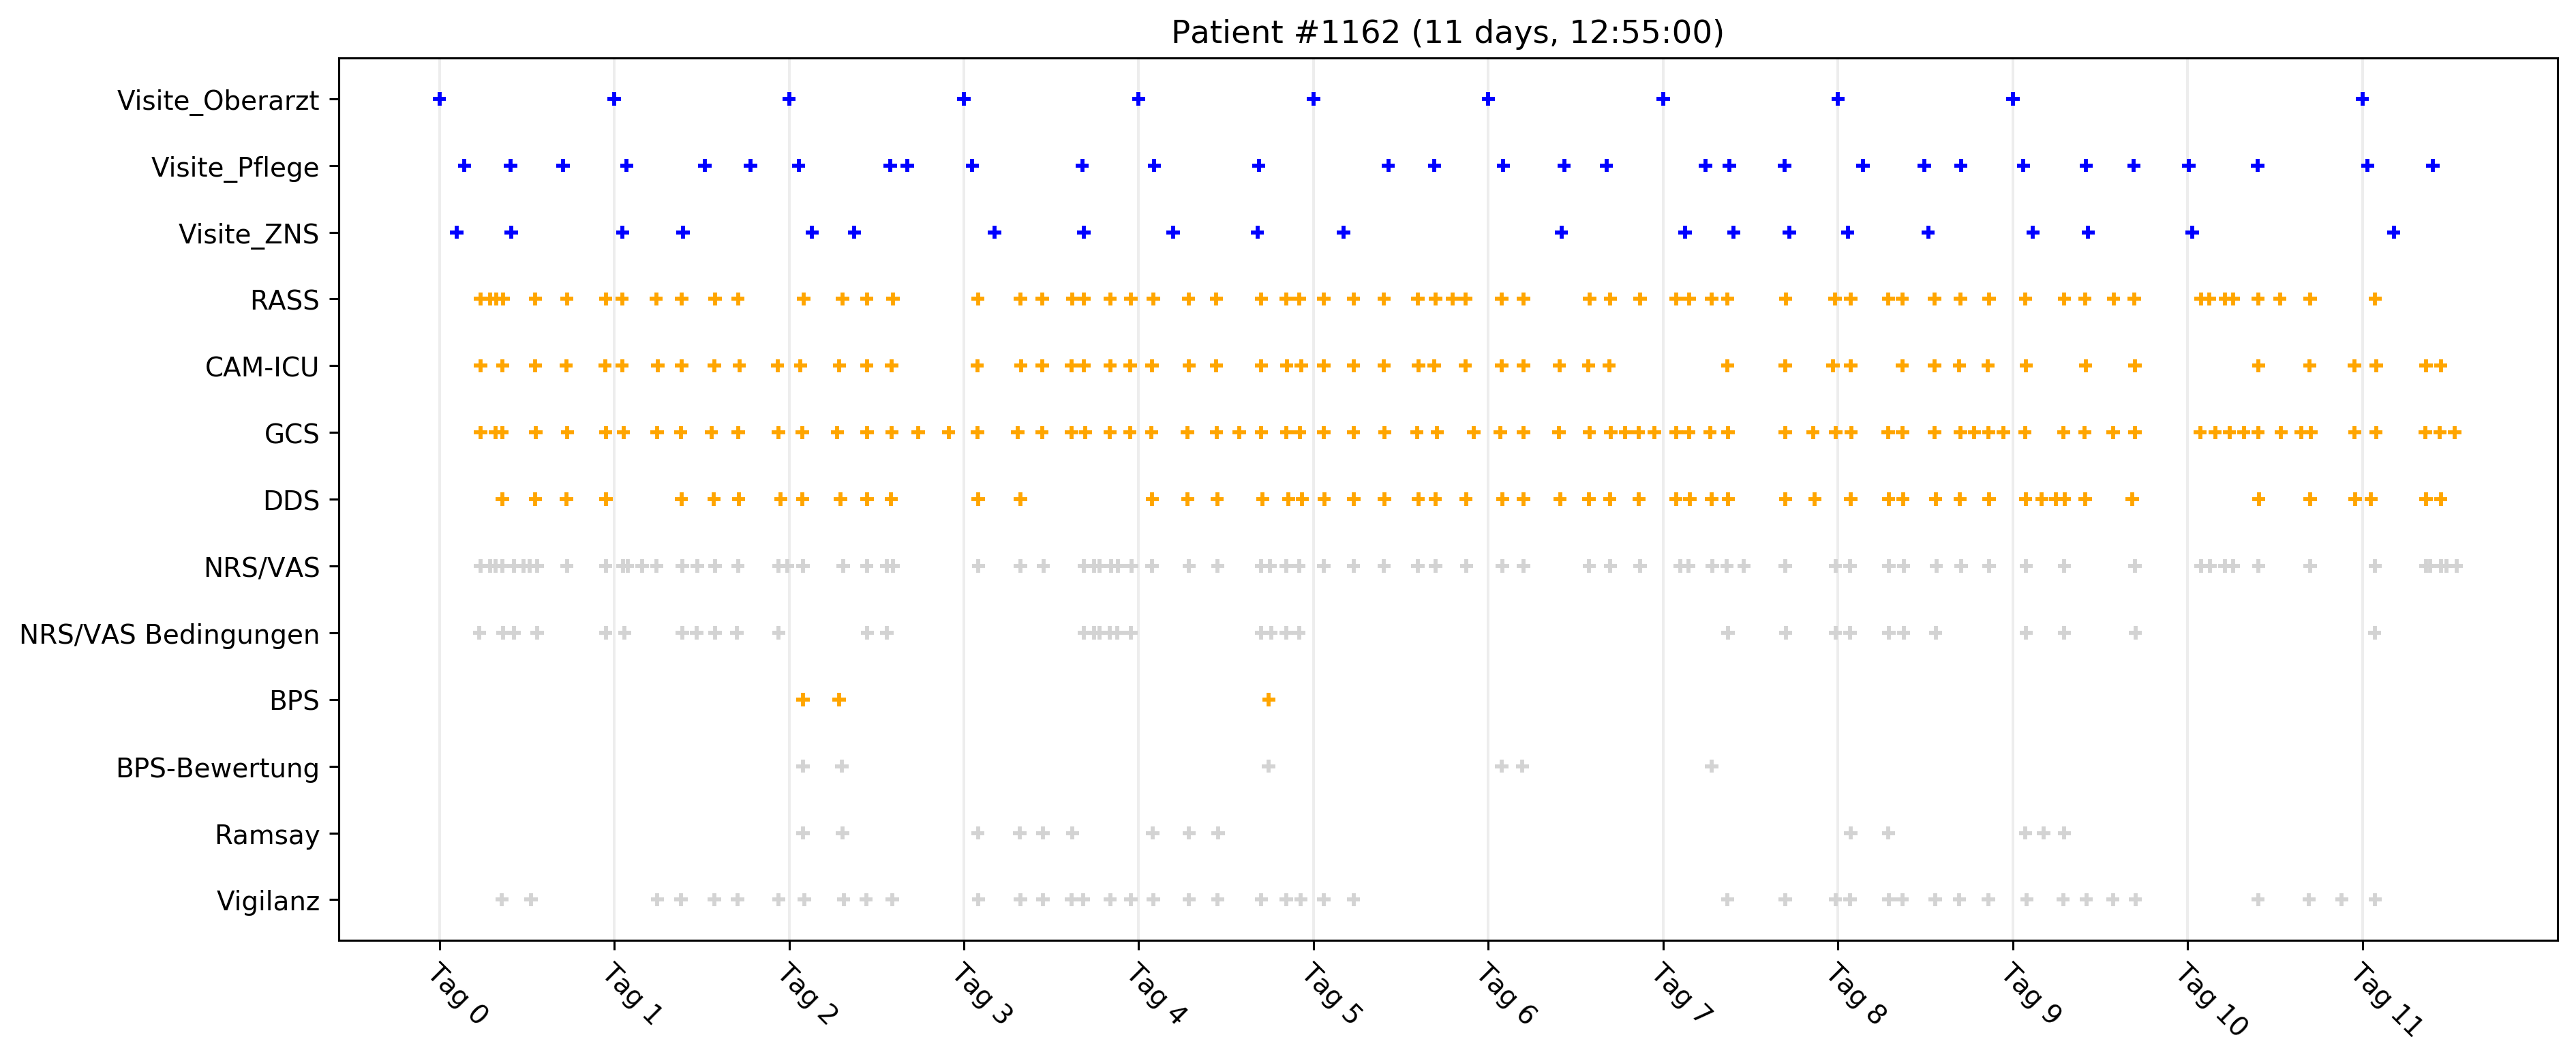 Patient #1162 (11 days, 12:55:00)
Visite_Oberarzt
Visite_Pflege
Visite_ZNS
RASS
CAM-ICU
GCS
DDS
NRS/VAS
NRS/VAS Bedingungen
BPS
BPS-Bewertung
Ramsay
Vigilanz
Tag 0
Tag 1
Tag 2
Tag 3
Tag 4
Tag 5
Tag 6
Tag 7
Tag 8
Tag 9
Tag 10
Tag 11